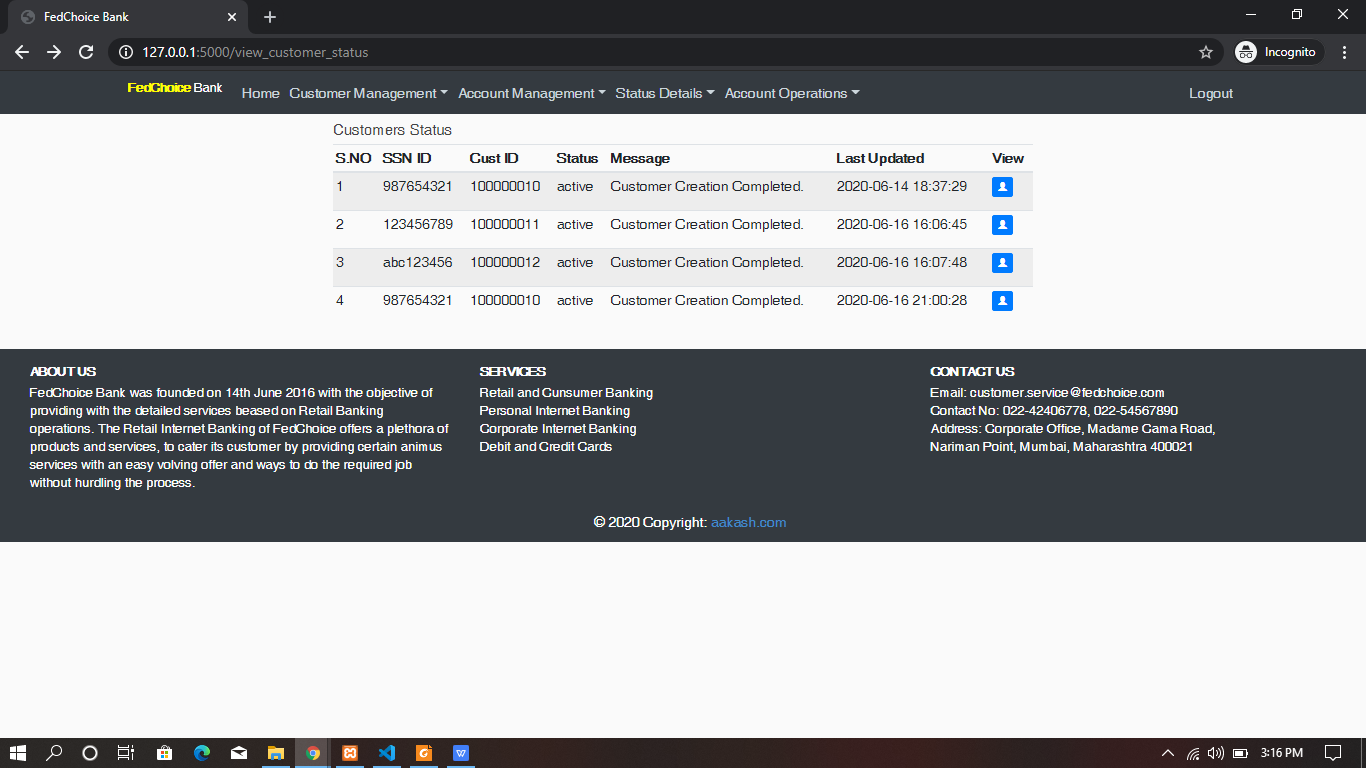 FedChoice Bank
127.0.0.1:5000/view_customer_status
Incognito
FedChoice Bank Home Customer Management Account Management Status Details Account Operations Logout
Customers Status
S.NO SSN ID Cust ID Status Message Last Updated View
1 987654321 100000010 active Customer Creation Completed. 2020-06-14 18:37:29
2 123456789 100000011 active Customer Creation Completed. 2020-06-16 16:06:45
3 abc123456 100000012 active Customer Creation Completed. 2020-06-16 16:07:48
4 987654321 100000010 active Customer Creation Completed. 2020-06-16 21:00:28
ABOUT US
FedChoice Bank was founded on 14th June 2016 with the objective of
providing with the detailed services beased on Retail Banking
operations. The Retail Internet Banking of FedChoice offers a plethora of
products and services, to cater its customer by providing certain animus
services with an easy volving offer and ways to do the required job
without hurdling the process.
SERVICES
Retail and Cunsumer Banking
Personal Internet Banking
Corporate Internet Banking
Debit and Credit Cards
CONTACT US
Email: customer.service@fedchoice.com
Contact No: 022-42406778, 022-54567890
Address: Corporate Office, Madame Cama Road,
Nariman Point, Mumbai, Maharashtra 400021
© 2020 Copyright: aakash.com
3:16 PM